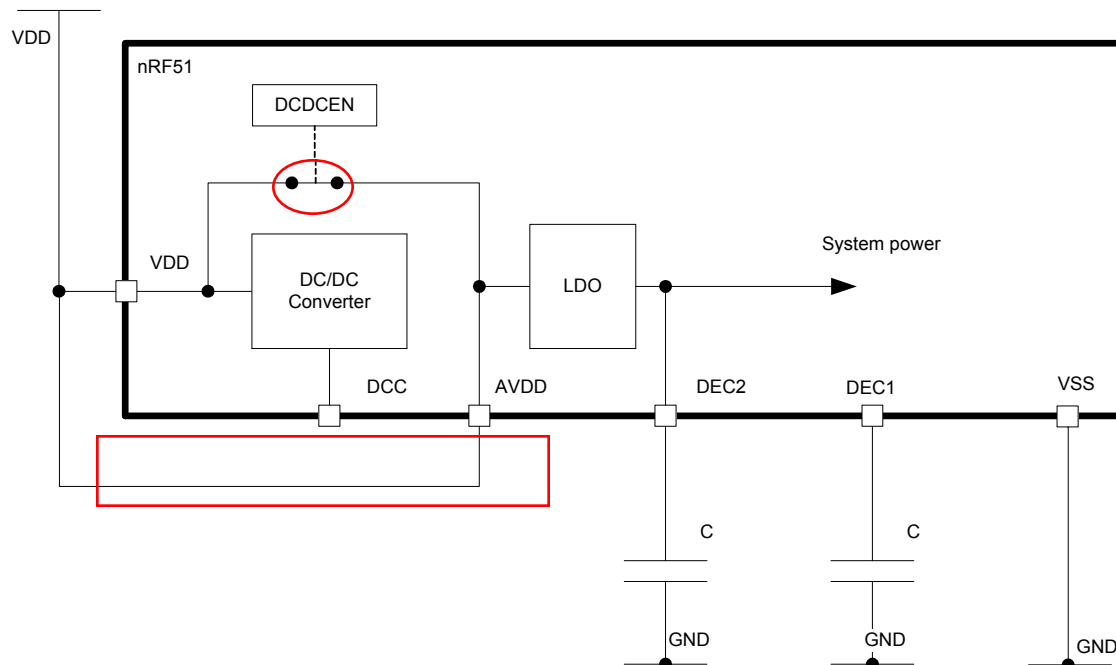 VDD
nRF51
DCDCEN
VDD
DC/DC
Converter
LDO
System power
DCC
AVDD
DEC2
DEC1
VSS
C
C
GND
GND
GND